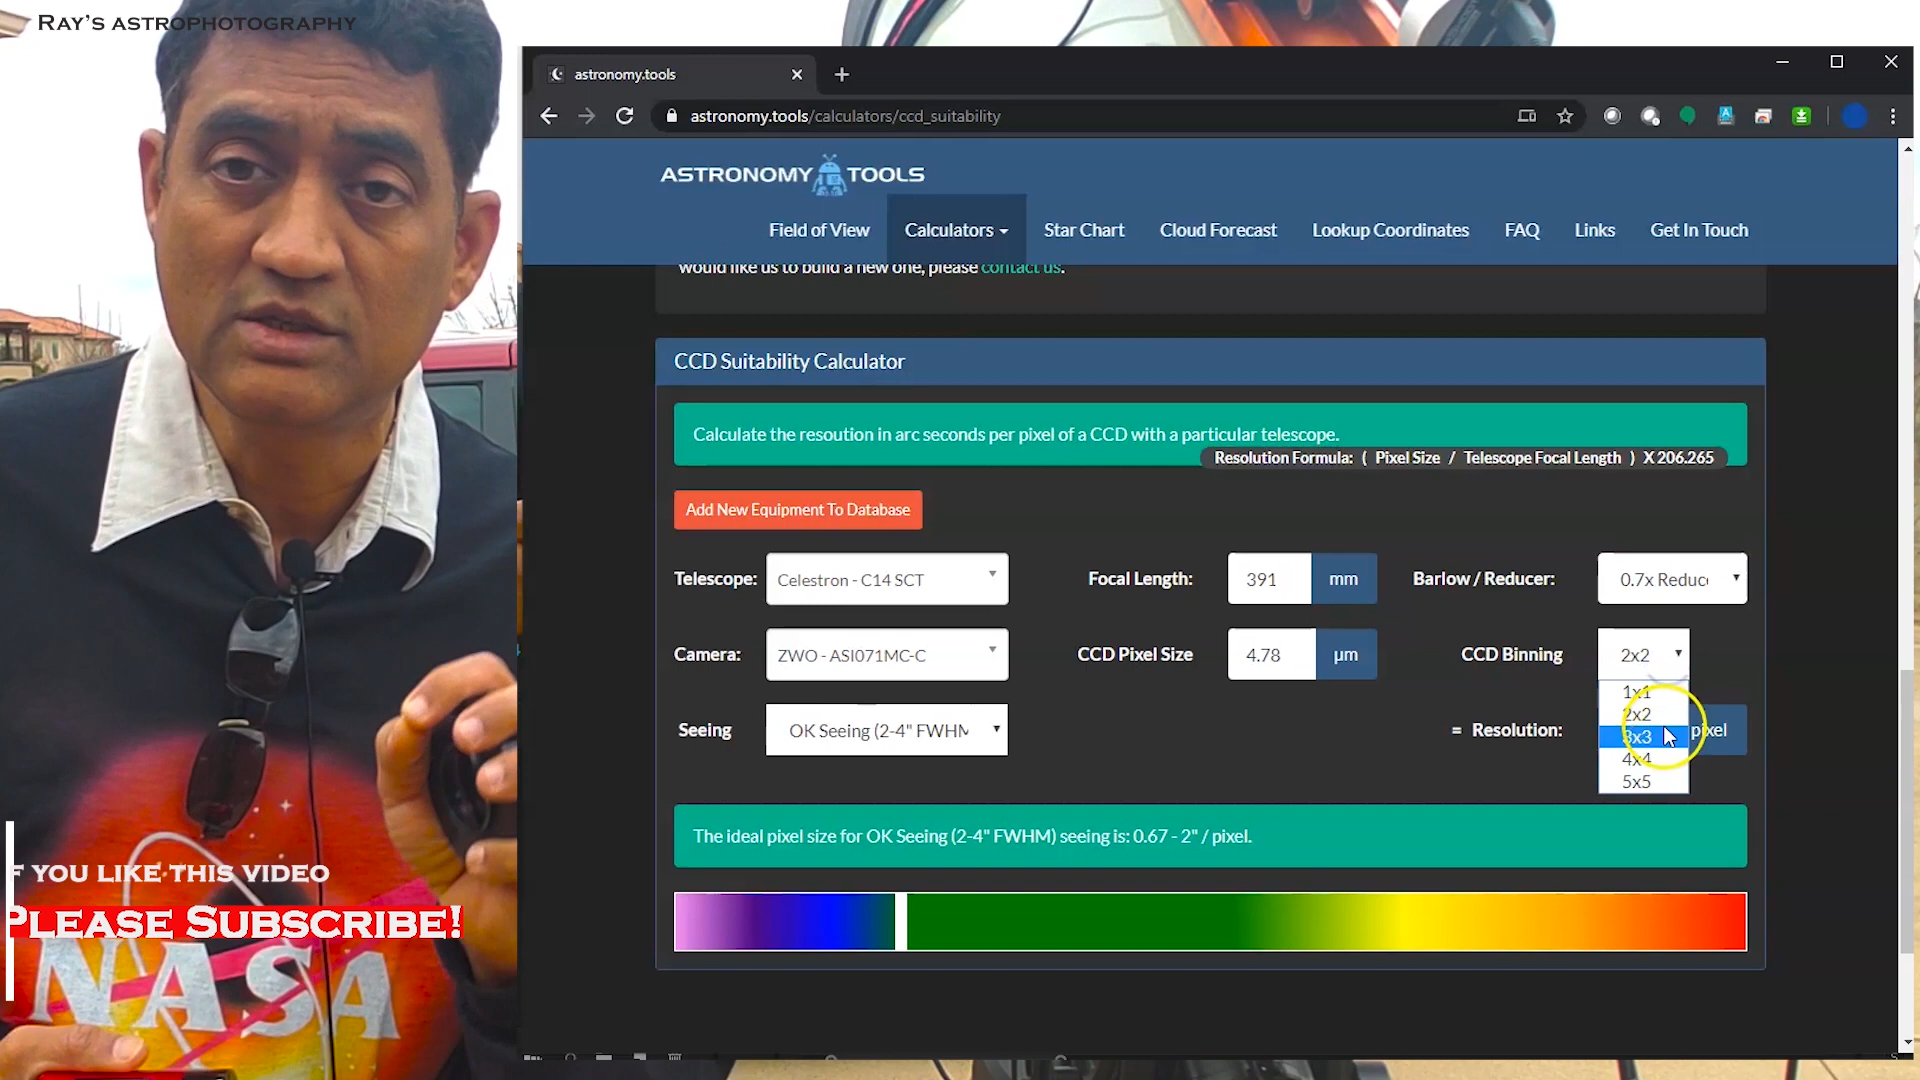 Ray's astrophotography
astronomy.tools
astronomy.tools/calculators/ccd_suitability
ASTRONOMY TOOLS
Field of View Calculators Star Chart Cloud Forecast Lookup Coordinates FAQ Links Get In Touch
would like us to build a new one, please contact us.
CCD Suitability Calculator
Calculate the resoution in arc seconds per pixel of a CCD with a particular telescope.
Resolution Formula: ( Pixel Size / Telescope Focal Length ) X 206.265
Add New Equipment To Database
Telescope: Celestron - C14 SCT Focal Length: 391 mm Barlow / Reducer: 0.7x Reduc
Camera: ZWO - ASI071MC-C CCD Pixel Size 4.78 µm CCD Binning 2x2
1x1
2x2
Seeing OK Seeing (2-4" FWHM = Resolution: pixel
3x3
4x4
5x5
The ideal pixel size for OK Seeing (2-4" FWHM) seeing is: 0.67 - 2" / pixel.
F you like this video
Please Subscribe!
NASA